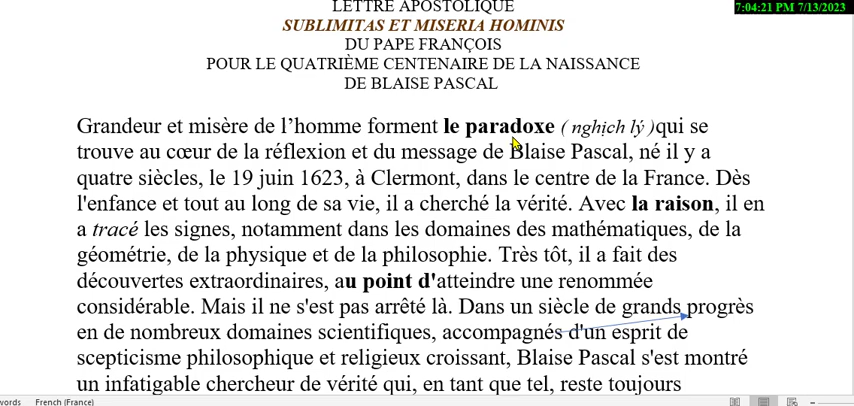 7:04:21 PM 7/13/2023
LETTRE APOSTOLIQUE
SUBLIMITAS ET MISERIA HOMINIS
DU PAPE FRANÇOIS
POUR LE QUATRIÈME CENTENAIRE DE LA NAISSANCE
DE BLAISE PASCAL
Grandeur et misère de l’homme forment le paradoxe ( nghịch lý )qui se
trouve au cœur de la réflexion et du message de Blaise Pascal, né il y a
quatre siècles, le 19 juin 1623, à Clermont, dans le centre de la France. Dès
l'enfance et tout au long de sa vie, il a cherché la vérité. Avec la raison, il en
a tracé les signes, notamment dans les domaines des mathématiques, de la
géométrie, de la physique et de la philosophie. Très tôt, il a fait des
découvertes extraordinaires, au point d'atteindre une renommée
considérable. Mais il ne s'est pas arrêté là. Dans un siècle de grands progrès
en de nombreux domaines scientifiques, accompagnés d'un esprit de
scepticisme philosophique et religieux croissant, Blaise Pascal s'est montré
un infatigable chercheur de vérité qui, en tant que tel, reste toujours
words French (France)